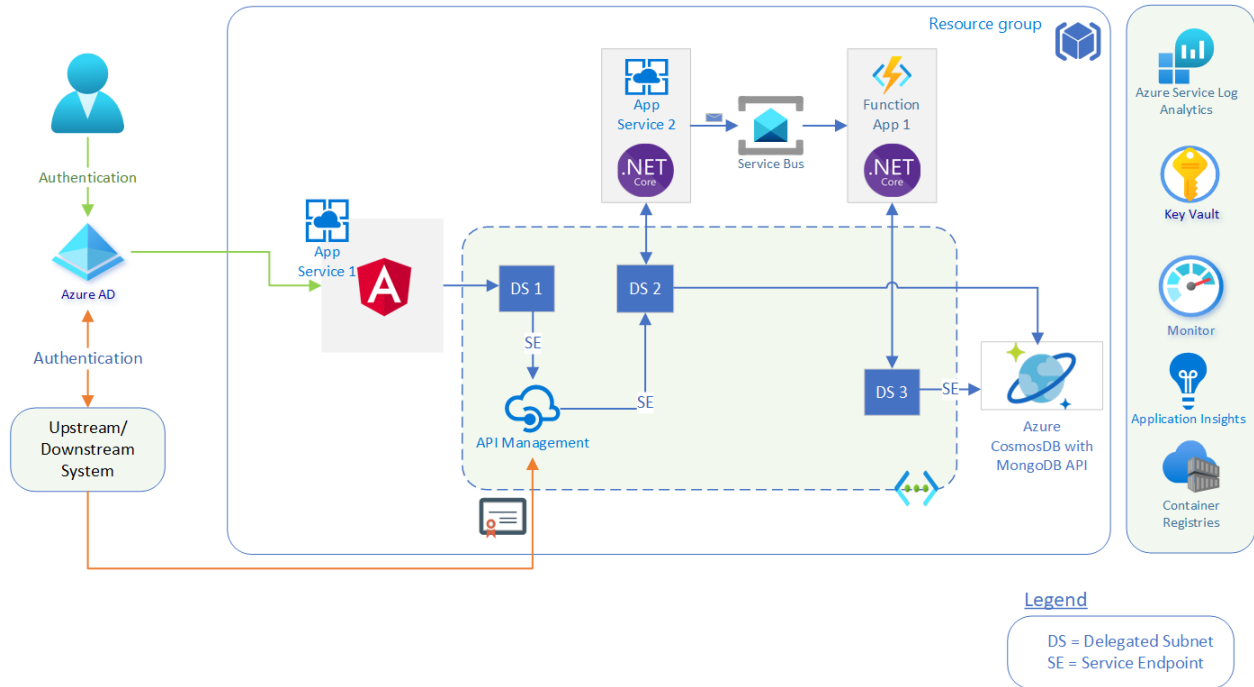 Resource group
Authentication
Azure AD
Authentication
Upstream/
Downstream
System
App
Service 1
DS 1
SE
API Management
App
Service 2
.NET
Core
Service Bus
Function
App 1
.NET
Core
DS 2
SE
DS 3
SE
Azure
CosmosDB with
MongoDB API
Azure Service Log
Analytics
Key Vault
Monitor
Application Insights
Container
Registries
Legend
DS = Delegated Subnet
SE = Service Endpoint